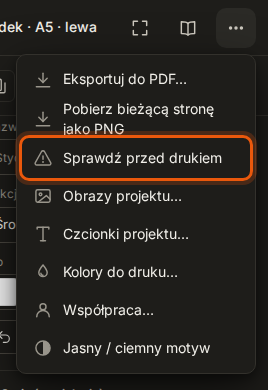 dek · A5 · lewa
Eksportuj do PDF...
Pobierz bieżącą stronę
jako PNG
Sprawdź przed drukiem
Obrazy projektu...
Czcionki projektu...
Kolory do druku...
Współpraca...
Jasny / ciemny motyw